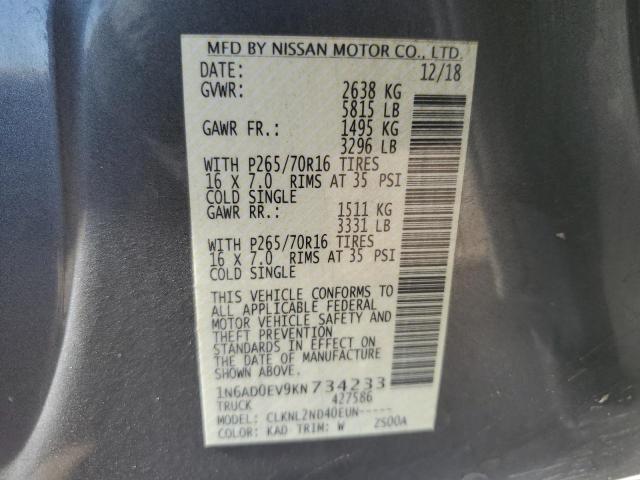 MFD BY NISSAN MOTOR CO., LTD.
DATE: 12/18
GVWR: 2638 KG
5815 LB
GAWR FR.: 1495 KG
3296 LB
WITH P265/70R16 TIRES
16 X 7.0 RIMS AT 35 PSI
COLD SINGLE
GAWR RR.: 1511 KG
3331 LB
WITH P265/70R16 TIRES
16 X 7.0 RIMS AT 35 PSI
COLD SINGLE
THIS VEHICLE CONFORMS TO
ALL APPLICABLE FEDERAL
MOTOR VEHICLE SAFETY AND
THEFT PREVENTION
STANDARDS IN EFFECT ON
THE DATE OF MANUFACTURE
SHOWN ABOVE.
1N6AD0EV9KN734233
TRUCK 427586
MODEL: CLKNL2ND40EUN-----
COLOR: KAD TRIM: W ZS00A